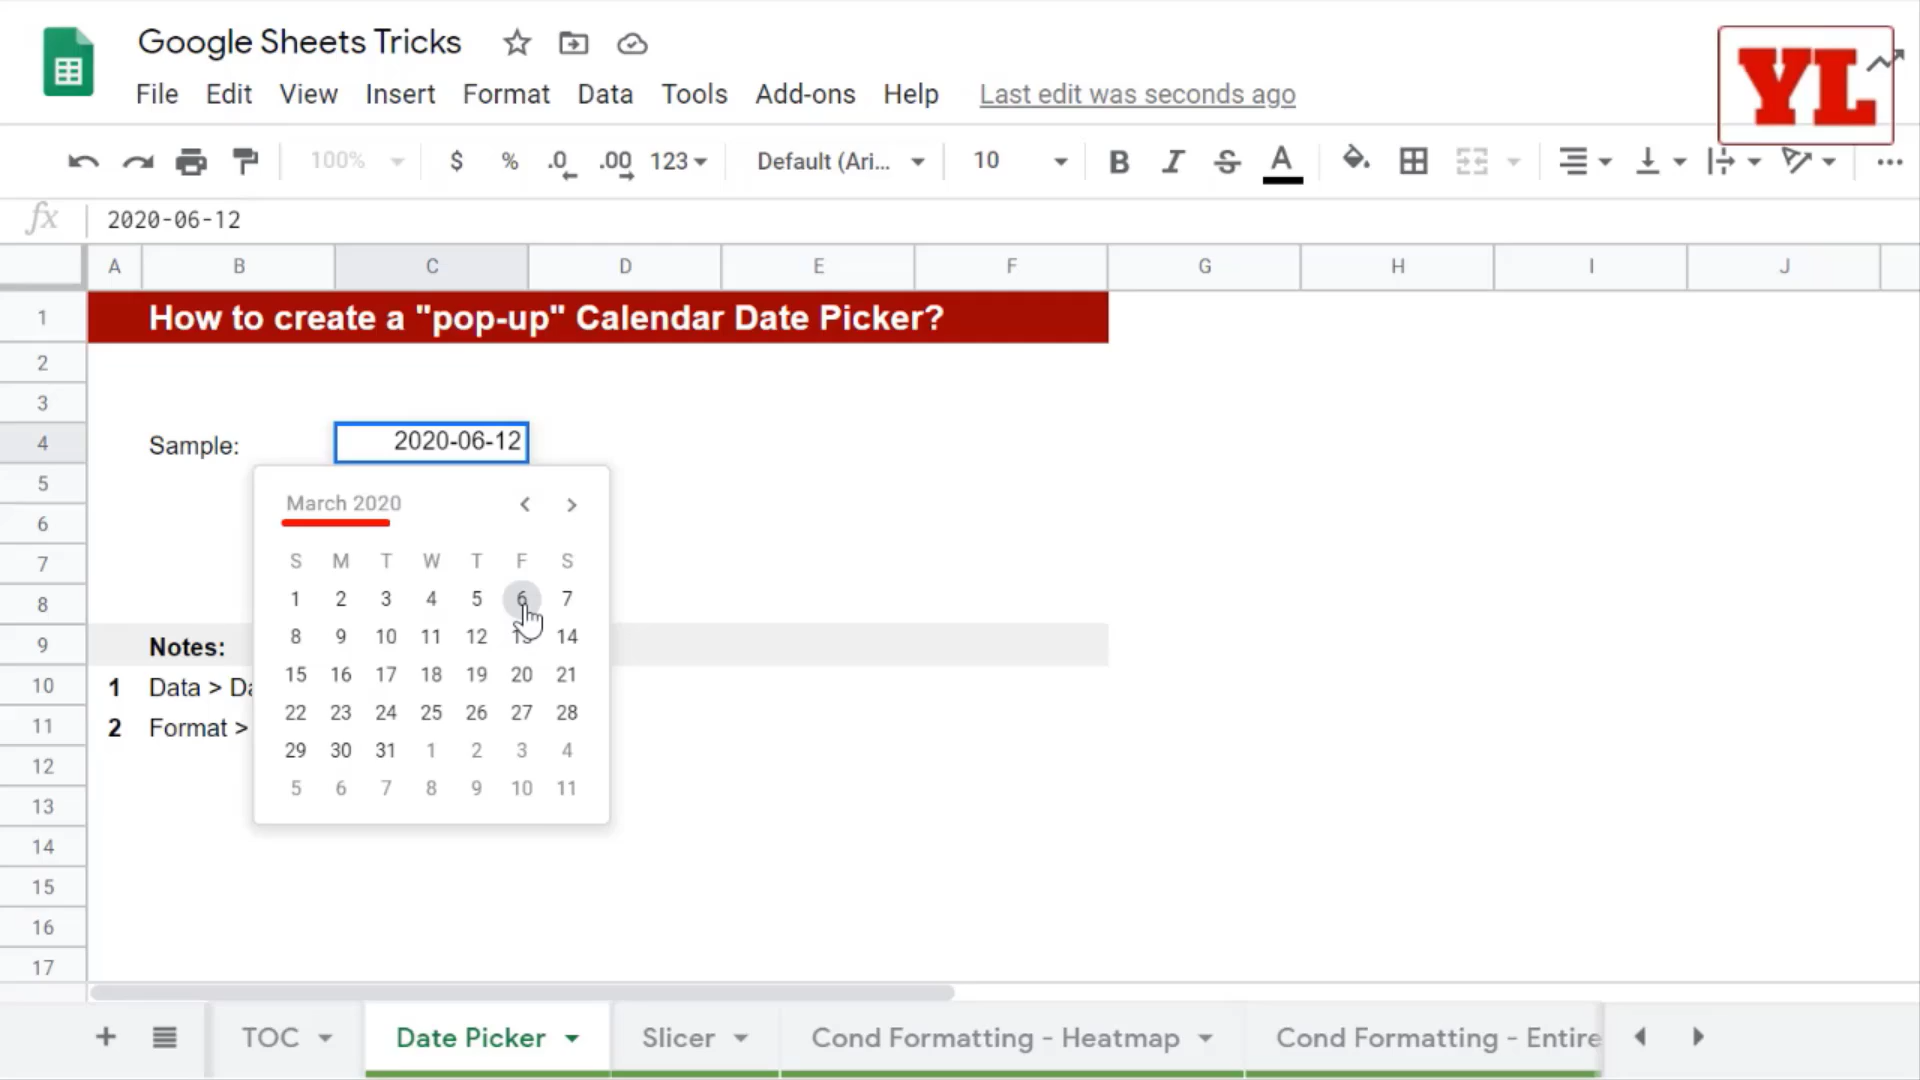 Google Sheets Tricks
File Edit View Insert Format Data Tools Add-ons Help Last edit was seconds ago
YL
100% $ % .0 .00 123 Default (Ari... 10 B I S A
fx 2020-06-12
A B C D E F G H I J
1 How to create a "pop-up" Calendar Date Picker?
2
3
4 Sample: 2020-06-12
5
March 2020
6
7 S M T W T F S
8 1 2 3 4 5 6 7
9 Notes: 8 9 10 11 12 13 14
10 1 Data > Da 15 16 17 18 19 20 21
11 2 Format > 22 23 24 25 26 27 28
12 29 30 31 1 2 3 4
5 6 7 8 9 10 11
13
14
15
16
17
TOC Date Picker Slicer Cond Formatting - Heatmap Cond Formatting - Entire